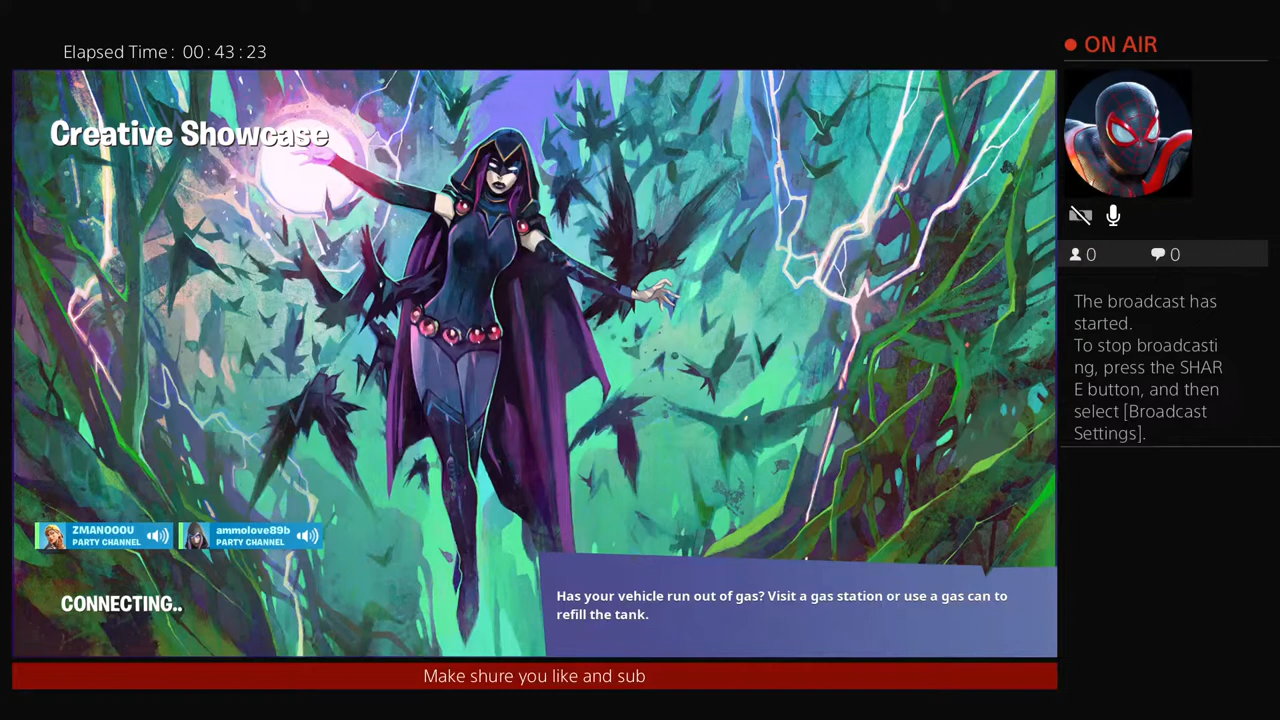 Elapsed Time: 00:43:23
ON AIR
Creative Showcase
0 0
The broadcast has
started.
To stop broadcasti
ng, press the SHAR
E button, and then
select [Broadcast
Settings].
ZMANOOOU
PARTY CHANNEL
ammolove89b
PARTY CHANNEL
CONNECTING..
Has your vehicle run out of gas? Visit a gas station or use a gas can to
refill the tank.
Make shure you like and sub